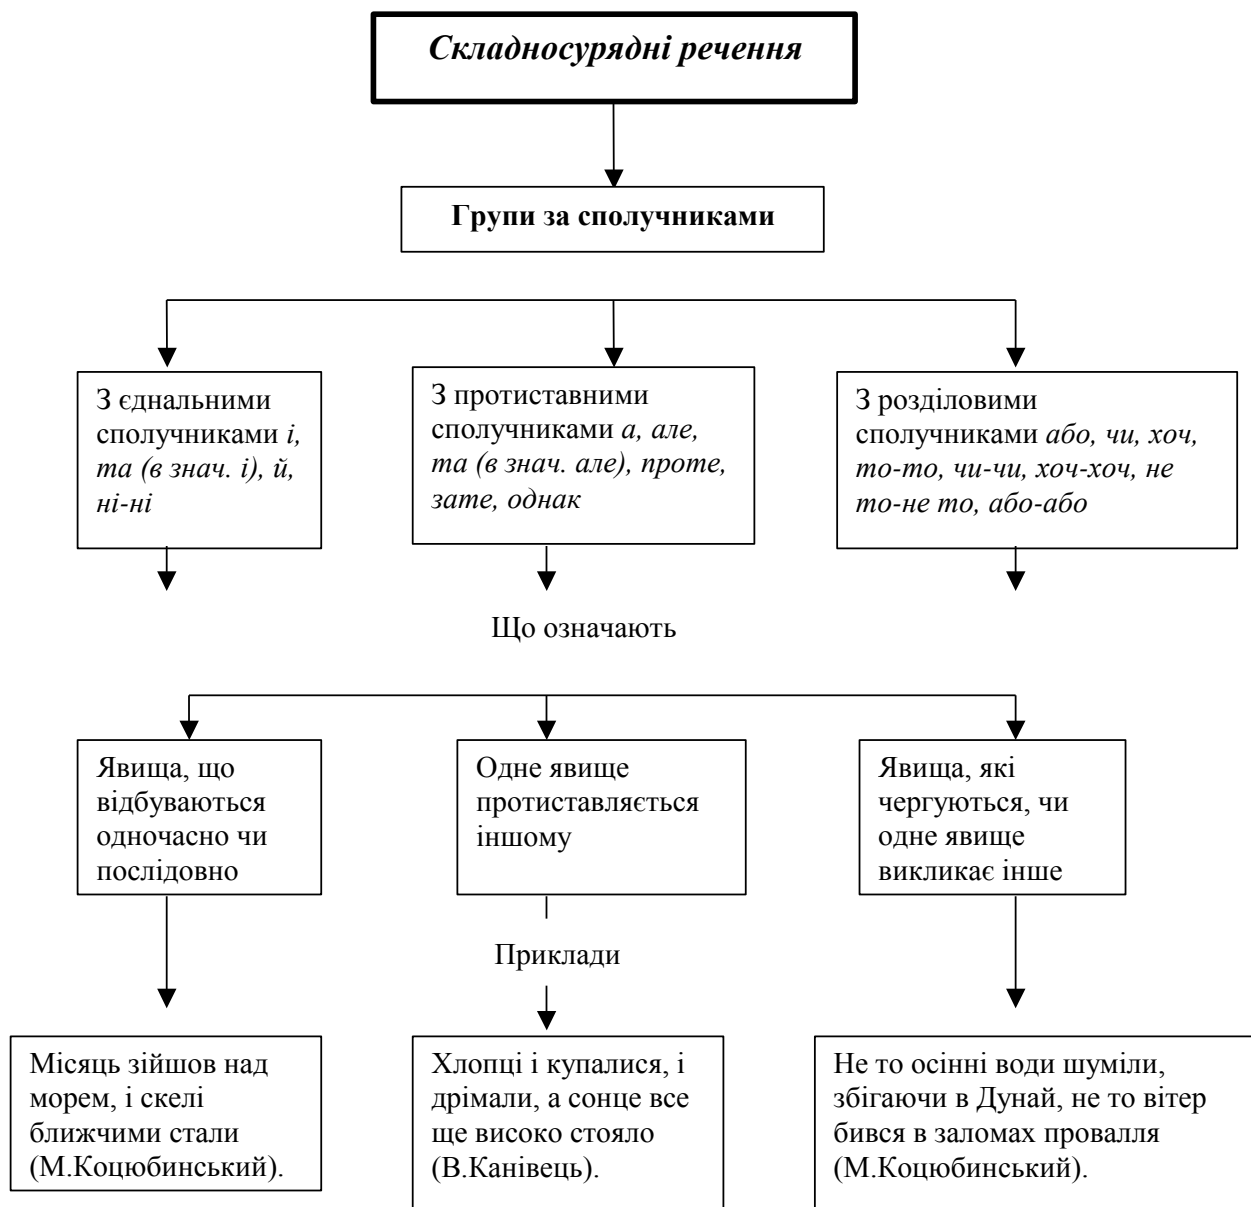 Складносурядні речення
Групи за сполучниками
З єднальними
сполучниками і,
та (в знач. і), й,
ні-ні
З протиставними
сполучниками а, але,
та (в знач. але), проте,
зате, однак
З розділовими
сполучниками або, чи, хоч,
то-то, чи-чи, хоч-хоч, не
то-не то, або-або
Що означають
Явища, що
відбуваються
одночасно чи
послідовно
Одне явище
протиставляється
іншому
Явища, які
чергуються, чи
одне явище
викликає інше
Приклади
Місяць зійшов над
морем, і скелі
ближчими стали
(М.Коцюбинський).
Хлопці і купалися, і
дрімали, а сонце все
ще високо стояло
(В.Канівець).
Не то осінні води шуміли,
збігаючи в Дунай, не то вітер
бився в заломах провалля
(М.Коцюбинський).